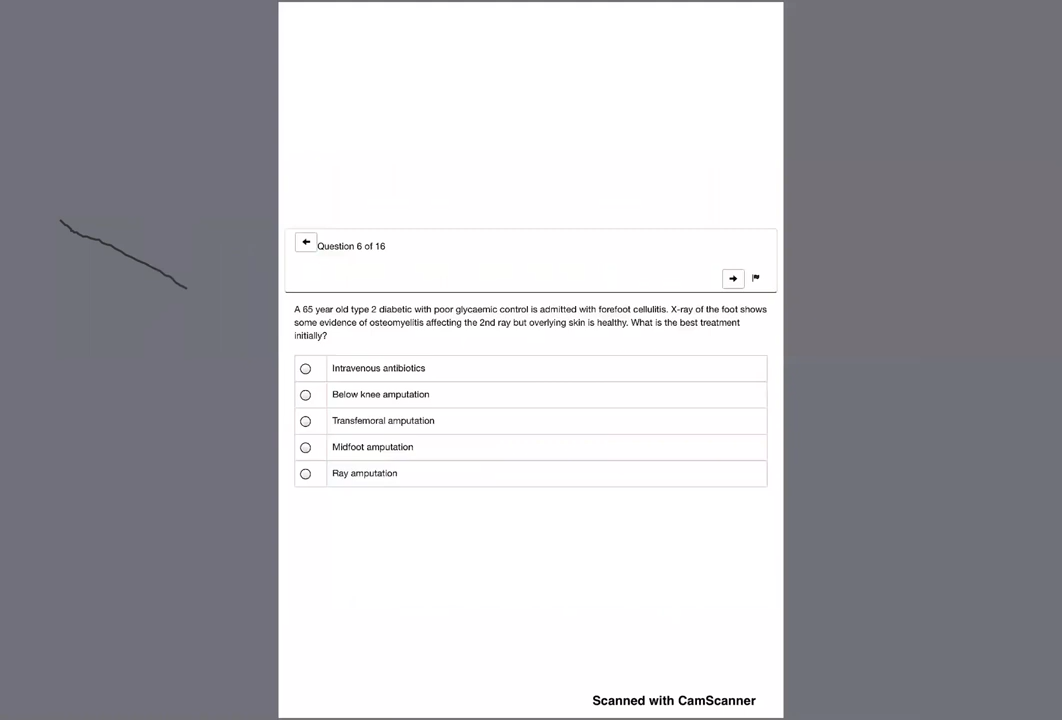 Question 6 of 16
A 65 year old type 2 diabetic with poor glycaemic control is admitted with forefoot cellulitis. X-ray of the foot shows
some evidence of osteomyelitis affecting the 2nd ray but overlying skin is healthy. What is the best treatment
initially?
Intravenous antibiotics
Below knee amputation
Transfemoral amputation
Midfoot amputation
Ray amputation
Scanned with CamScanner